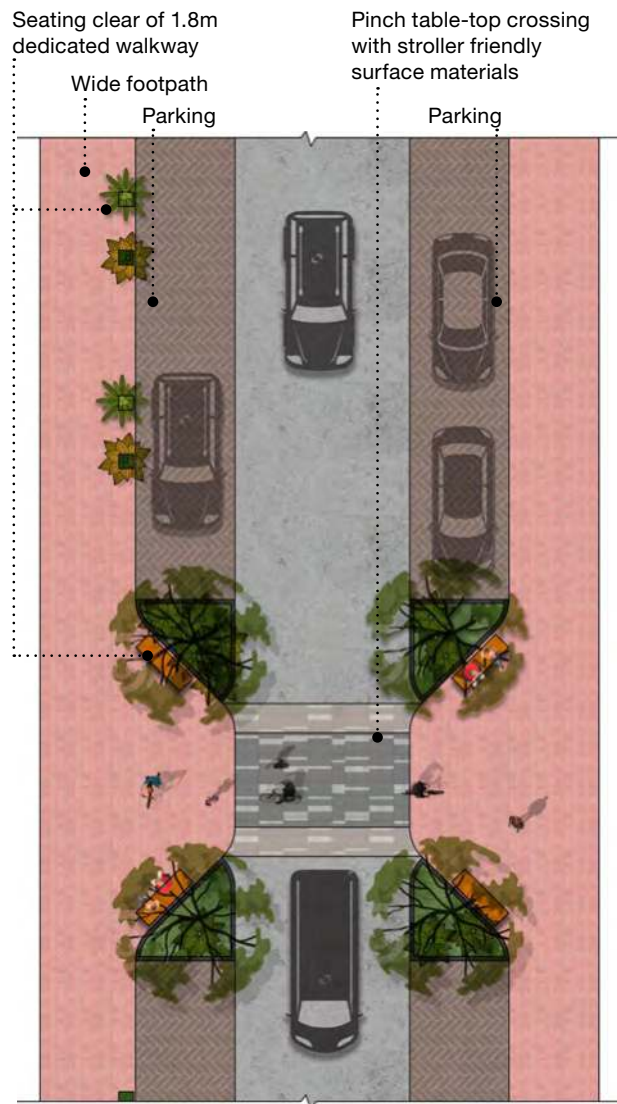 Seating clear of 1.8m
dedicated walkway
Wide footpath
Parking
Pinch table-top crossing
with stroller friendly
surface materials
Parking